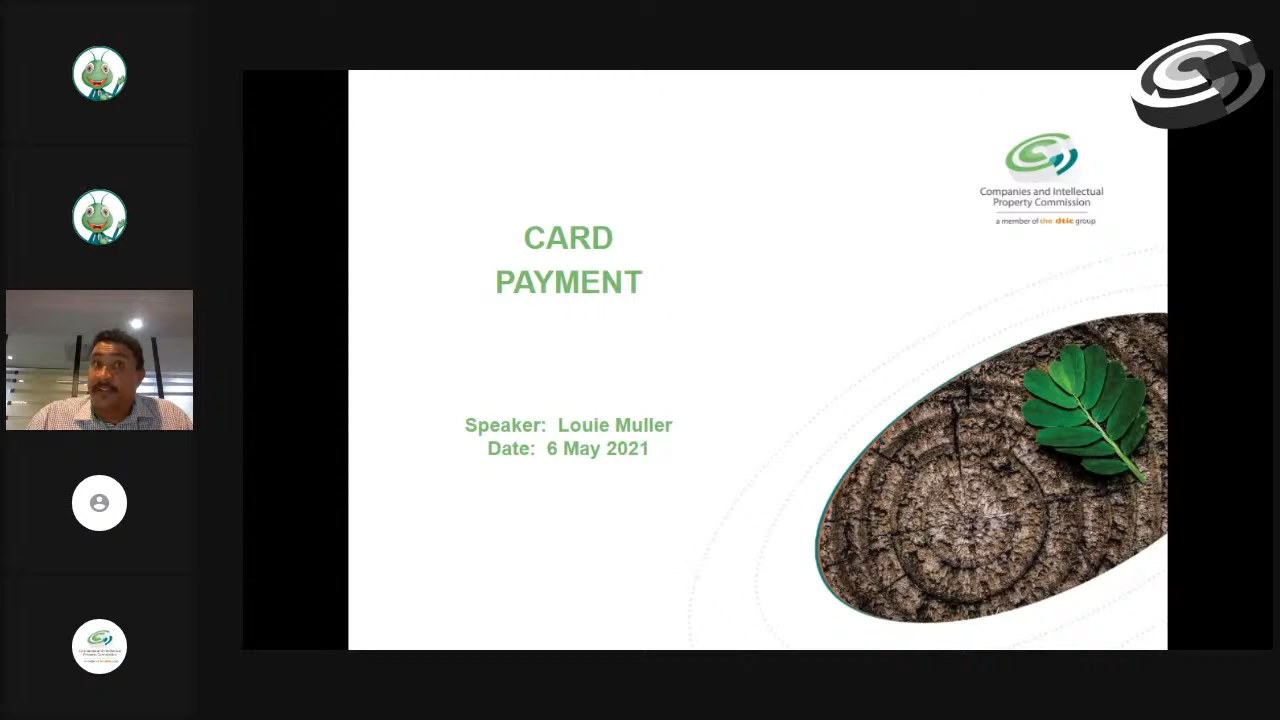 Companies and Intellectual
Property Commission
a member of the dtic group
CARD
PAYMENT
Speaker: Louie Muller
Date: 6 May 2021